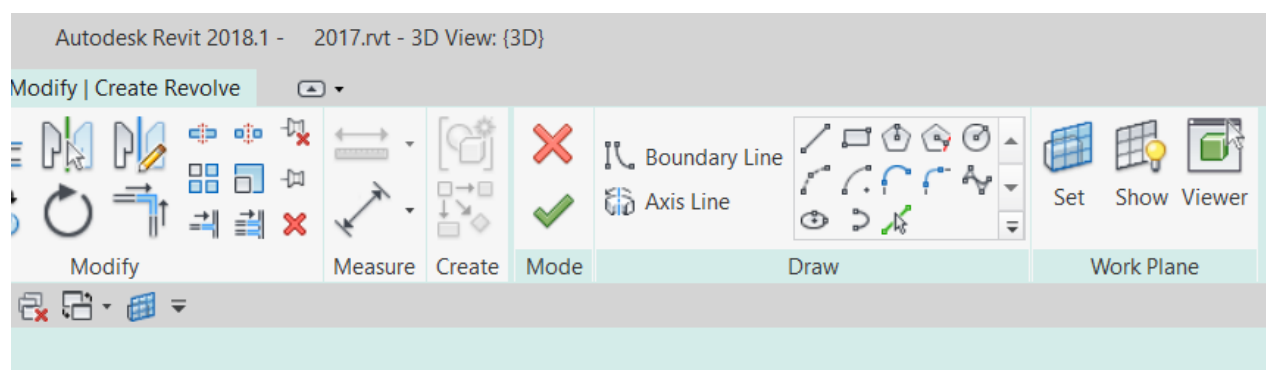 Autodesk Revit 2018.1 - 2017.rvt - 3D View: {3D}
Modify | Create Revolve
Boundary Line
Axis Line
Set Show Viewer
Modify Measure Create Mode Draw Work Plane